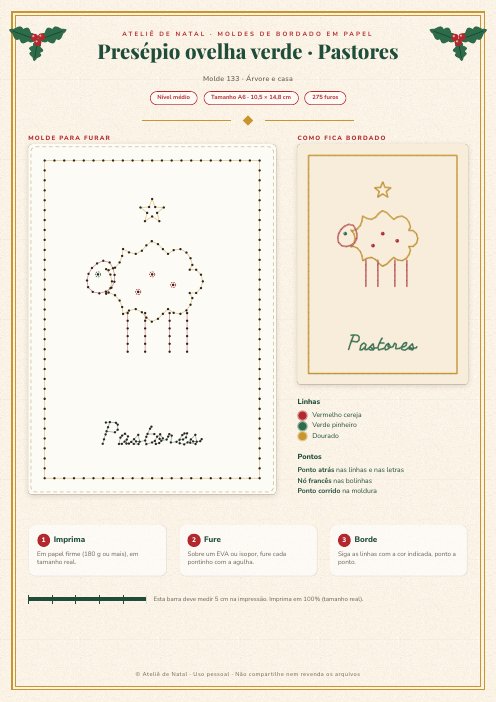 ATELIÊ DE NATAL · MOLDES DE BORDADO EM PAPEL
Presépio ovelha verde · Pastores
Molde 133 · Árvore e casa
Nível médio
Tamanho A6 · 10,5 × 14,8 cm
275 furos
MOLDE PARA FURAR
COMO FICA BORDADO
Pastores
Linhas
Vermelho cereja
Verde pinheiro
Dourado
Pontos
Ponto atrás nas linhas e nas letras
Nó francês nas bolinhas
Ponto corrido na moldura
1 Imprima
Em papel firme (180 g ou mais), em
tamanho real.
2 Fure
Sobre um EVA ou isopor, fure cada
pontinho com a agulha.
3 Borde
Siga as linhas com a cor indicada, ponto a
ponto.
Esta barra deve medir 5 cm na impressão. Imprima em 100% (tamanho real).
© Ateliê de Natal · Uso pessoal · Não compartilhe nem revenda os arquivos